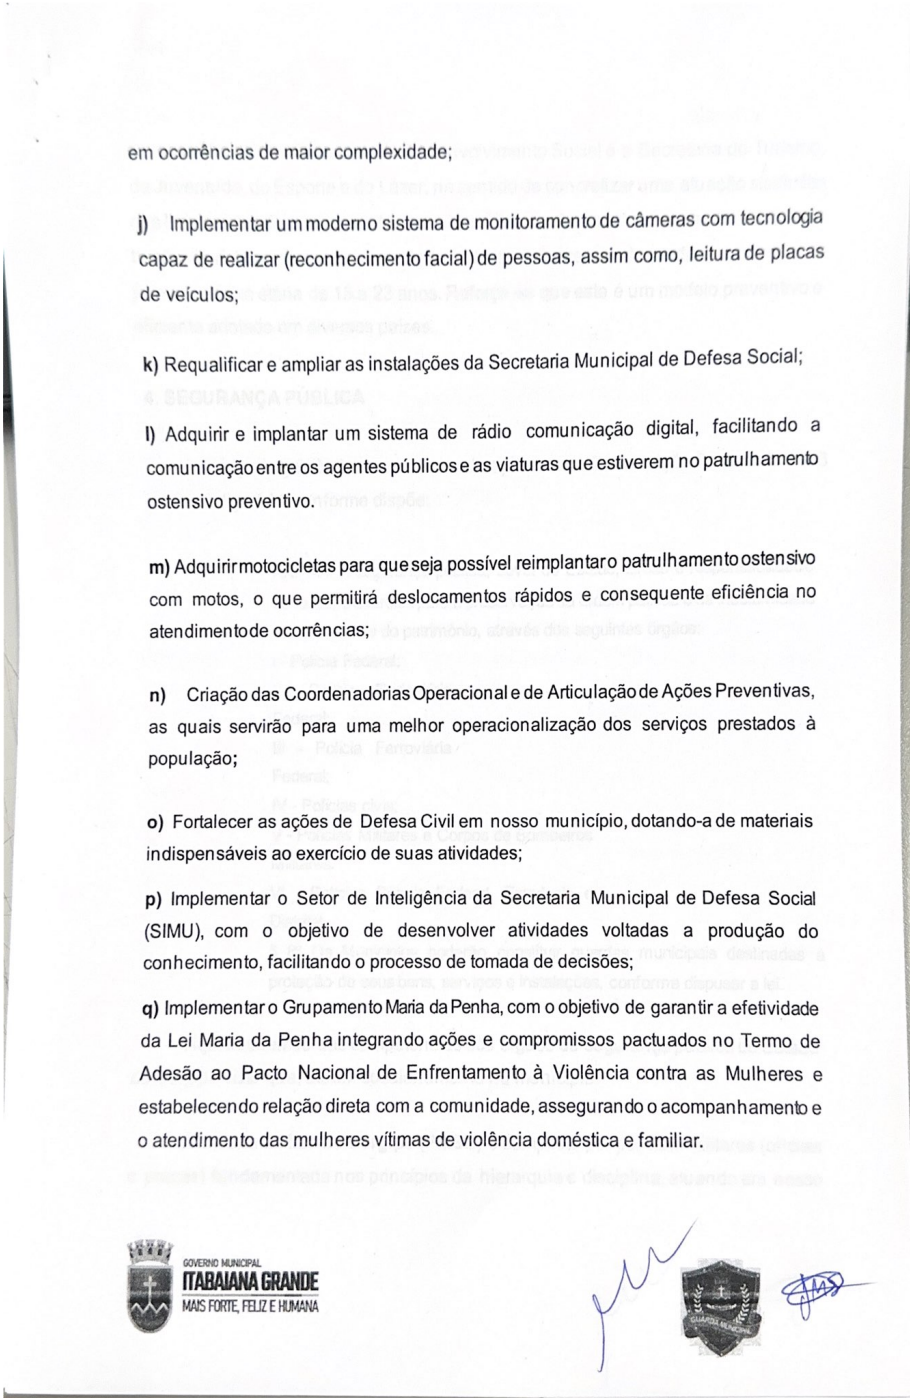 em ocorrências de maior complexidade;
j) Implementar um moderno sistema de monitoramento de câmeras com tecnologia
capaz de realizar (reconhecimento facial) de pessoas, assim como, leitura de placas
de veículos;
k) Requalificar e ampliar as instalações da Secretaria Municipal de Defesa Social;
l) Adquirir e implantar um sistema de rádio comunicação digital, facilitando a
comunicação entre os agentes públicos e as viaturas que estiverem no patrulhamento
ostensivo preventivo.
m) Adquirir motocicletas para que seja possível reimplantar o patrulhamento ostensivo
com motos, o que permitirá deslocamentos rápidos e consequente eficiência no
atendimento de ocorrências;
n) Criação das Coordenadorias Operacional e de Articulação de Ações Preventivas,
as quais servirão para uma melhor operacionalização dos serviços prestados à
população;
o) Fortalecer as ações de Defesa Civil em nosso município, dotando-a de materiais
indispensáveis ao exercício de suas atividades;
p) Implementar o Setor de Inteligência da Secretaria Municipal de Defesa Social
(SIMU), com o objetivo de desenvolver atividades voltadas a produção do
conhecimento, facilitando o processo de tomada de decisões;
q) Implementar o Grupamento Maria da Penha, com o objetivo de garantir a efetividade
da Lei Maria da Penha integrando ações e compromissos pactuados no Termo de
Adesão ao Pacto Nacional de Enfrentamento à Violência contra as Mulheres e
estabelecendo relação direta com a comunidade, assegurando o acompanhamento e
o atendimento das mulheres vítimas de violência doméstica e familiar.
GOVERNO MUNICIPAL
ITABAIANA GRANDE
MAIS FORTE, FELIZ E HUMANA
GUARDA MUNICIPAL